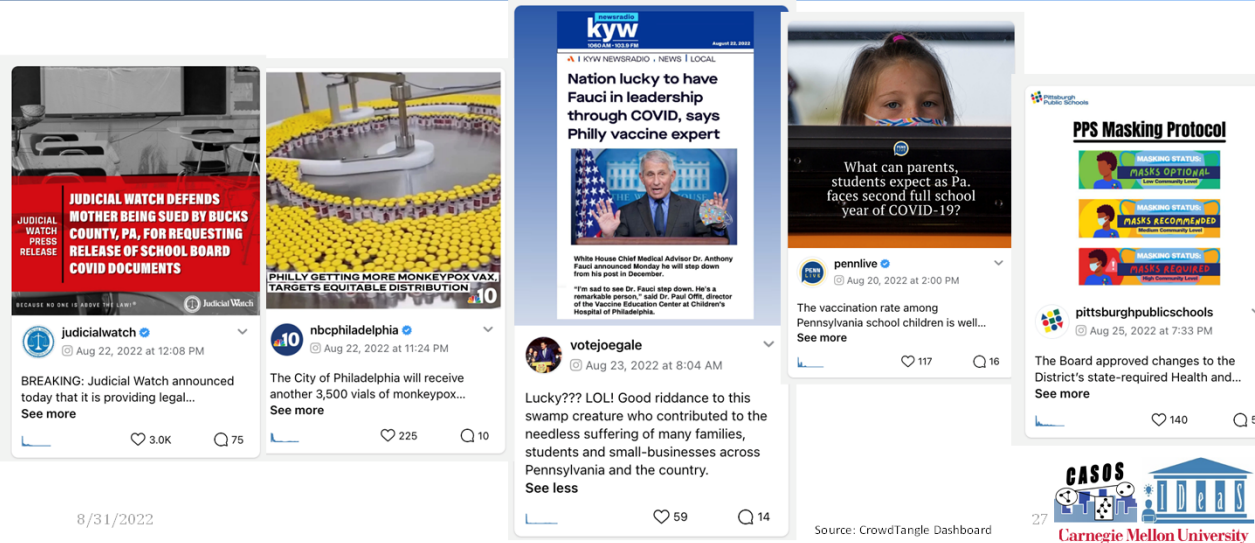 JUDICIAL
WATCH
PRESS
RELEASE
JUDICIAL WATCH DEFENDS
MOTHER BEING SUED BY BUCKS
COUNTY, PA, FOR REQUESTING
RELEASE OF SCHOOL BOARD
COVID DOCUMENTS
BECAUSE NO ONE IS ABOVE THE LAW!
Judicial Watch
judicialwatch
Aug 22, 2022 at 12:08 PM
BREAKING: Judicial Watch announced
today that it is providing legal...
See more
3.0K
75
PHILLY GETTING MORE MONKEYPOX VAX,
TARGETS EQUITABLE DISTRIBUTION
10
10
nbcphiladelphia
Aug 22, 2022 at 11:24 PM
The City of Philadelphia will receive
another 3,500 vials of monkeypox...
See more
225
10
newsradio
kyw
1060 AM • 103.9 FM
August 22, 2022
KYW NEWSRADIO
NEWS
LOCAL
Nation lucky to have
Fauci in leadership
through COVID, says
Philly vaccine expert
White House Chief Medical Advisor Dr. Anthony
Fauci announced Monday he will step down
from his post in December.
"I'm sad to see Dr. Fauci step down. He's a
remarkable person," said Dr. Paul Offit, director
of the Vaccine Education Center at Children's
Hospital of Philadelphia.
votejoegale
Aug 23, 2022 at 8:04 AM
Lucky??? LOL! Good riddance to this
swamp creature who contributed to the
needless suffering of many families,
students and small-businesses across
Pennsylvania and the country.
See less
59
14
PENN
LIVE
What can parents,
students expect as Pa.
faces second full school
year of COVID-19?
PENN
LIVE
pennlive
Aug 20, 2022 at 2:00 PM
The vaccination rate among
Pennsylvania school children is well...
See more
117
16
Pittsburgh
Public Schools
PPS Masking Protocol
MASKING STATUS:
MASKS OPTIONAL
Low Community Level
MASKING STATUS:
MASKS RECOMMENDED
Medium Community Level
MASKING STATUS:
MASKS REQUIRED
High Community Level
pittsburghpublicschools
Aug 25, 2022 at 7:33 PM
The Board approved changes to the
District's state-required Health and...
See more
140
8/31/2022
Source: CrowdTangle Dashboard
27
CASOS
IDeaS
Carnegie Mellon University